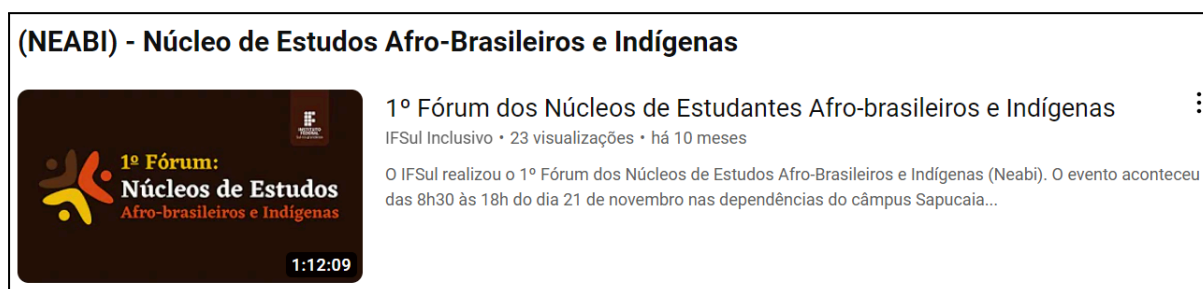 (NEABI) - Núcleo de Estudos Afro-Brasileiros e Indígenas
INSTITUTO
FEDERAL
1º Fórum:
Núcleos de Estudos
Afro-brasileiros e Indígenas
1:12:09
1º Fórum dos Núcleos de Estudantes Afro-brasileiros e Indígenas
IFSul Inclusivo • 23 visualizações • há 10 meses
O IFSul realizou o 1º Fórum dos Núcleos de Estudos Afro-Brasileiros e Indígenas (Neabi). O evento aconteceu
das 8h30 às 18h do dia 21 de novembro nas dependências do câmpus Sapucaia...